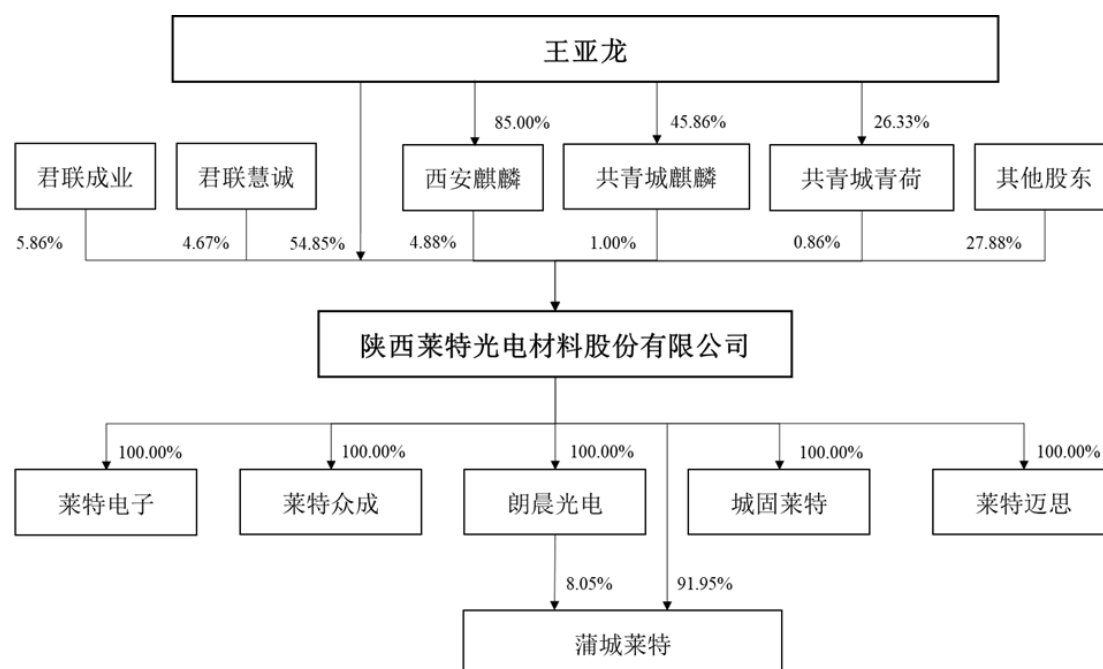 王亚龙
85.00%
45.86%
26.33%
君联成业
君联慧诚
西安麒麟
共青城麒麟
共青城青荷
其他股东
5.86%
4.67%
54.85%
4.88%
1.00%
0.86%
27.88%
陕西莱特光电材料股份有限公司
100.00%
100.00%
100.00%
100.00%
100.00%
莱特电子
莱特众成
朗晨光电
城固莱特
莱特迈思
8.05%
91.95%
蒲城莱特